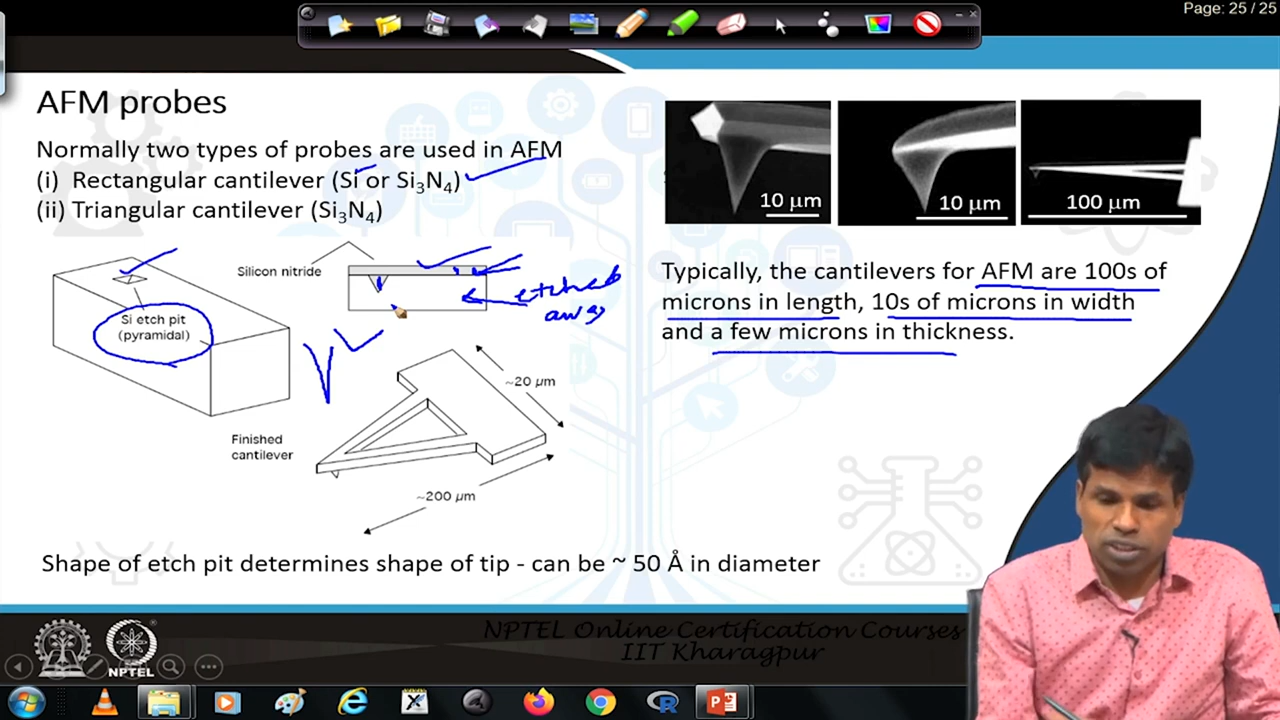 Page: 25 / 25
AFM probes
Normally two types of probes are used in AFM
(i) Rectangular cantilever (Si or Si₃N₄)
(ii) Triangular cantilever (Si₃N₄)
10 μm
10 μm
100 μm
Silicon nitride
Si etch pit
(pyramidal)
etched
away
Typically, the cantilevers for AFM are 100s of
microns in length, 10s of microns in width
and a few microns in thickness.
~20 μm
Finished
cantilever
~200 μm
Shape of etch pit determines shape of tip - can be ~ 50 Å in diameter
NPTEL Online Certification Courses
IIT Kharagpur
NPTEL